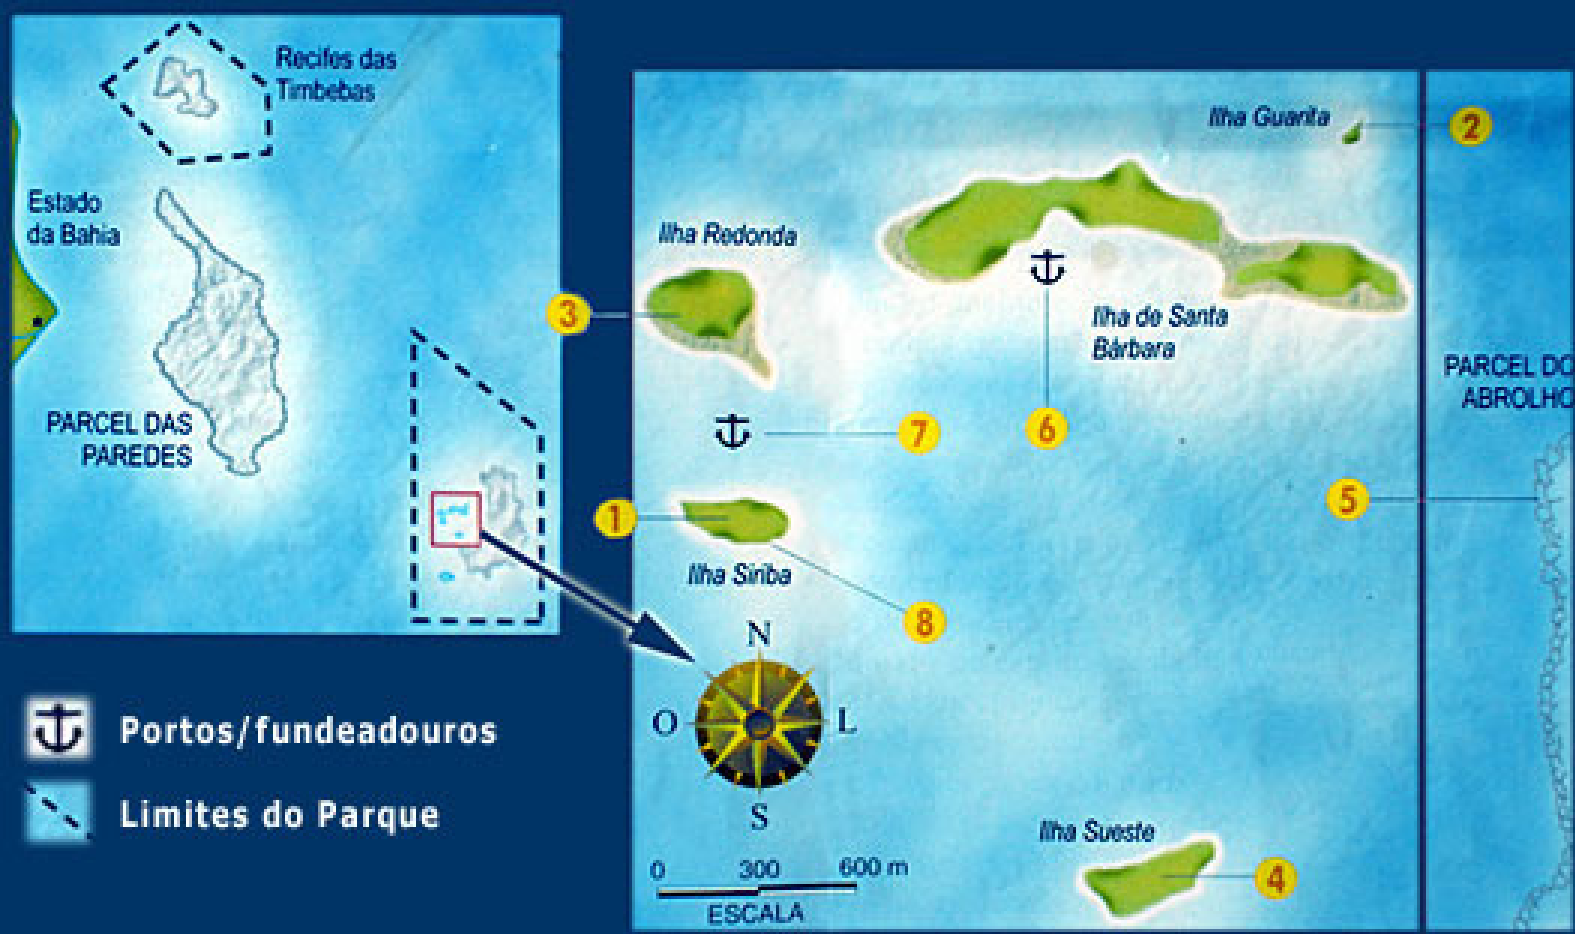 Recifes das
Timbebas
Estado
da Bahia
PARCEL DAS
PAREDES
Ilha Guarita
2
Ilha Redonda
3
Ilha de Santa
Bárbara
6
7
PARCEL DO
ABROLHO
5
1
Ilha Siriba
8
N
O
L
S
Ilha Sueste
4
0 300 600 m
ESCALA
Portos/fundeadouros
Limites do Parque